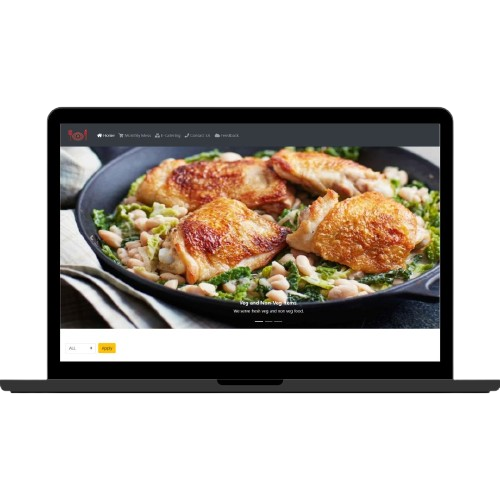 Home Monthly Menu E-Catering Contact Us Feedback
Veg and Non Veg Items
We serve fresh veg and non veg food.
ALL Apply